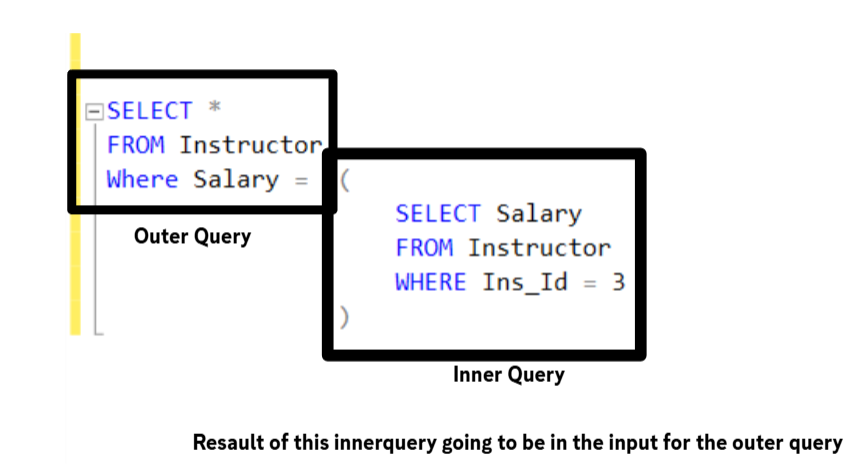 SELECT *
FROM Instructor
Where Salary = (
SELECT Salary
FROM Instructor
WHERE Ins_Id = 3
)
Outer Query
Inner Query
Resault of this innerquery going to be in the input for the outer query